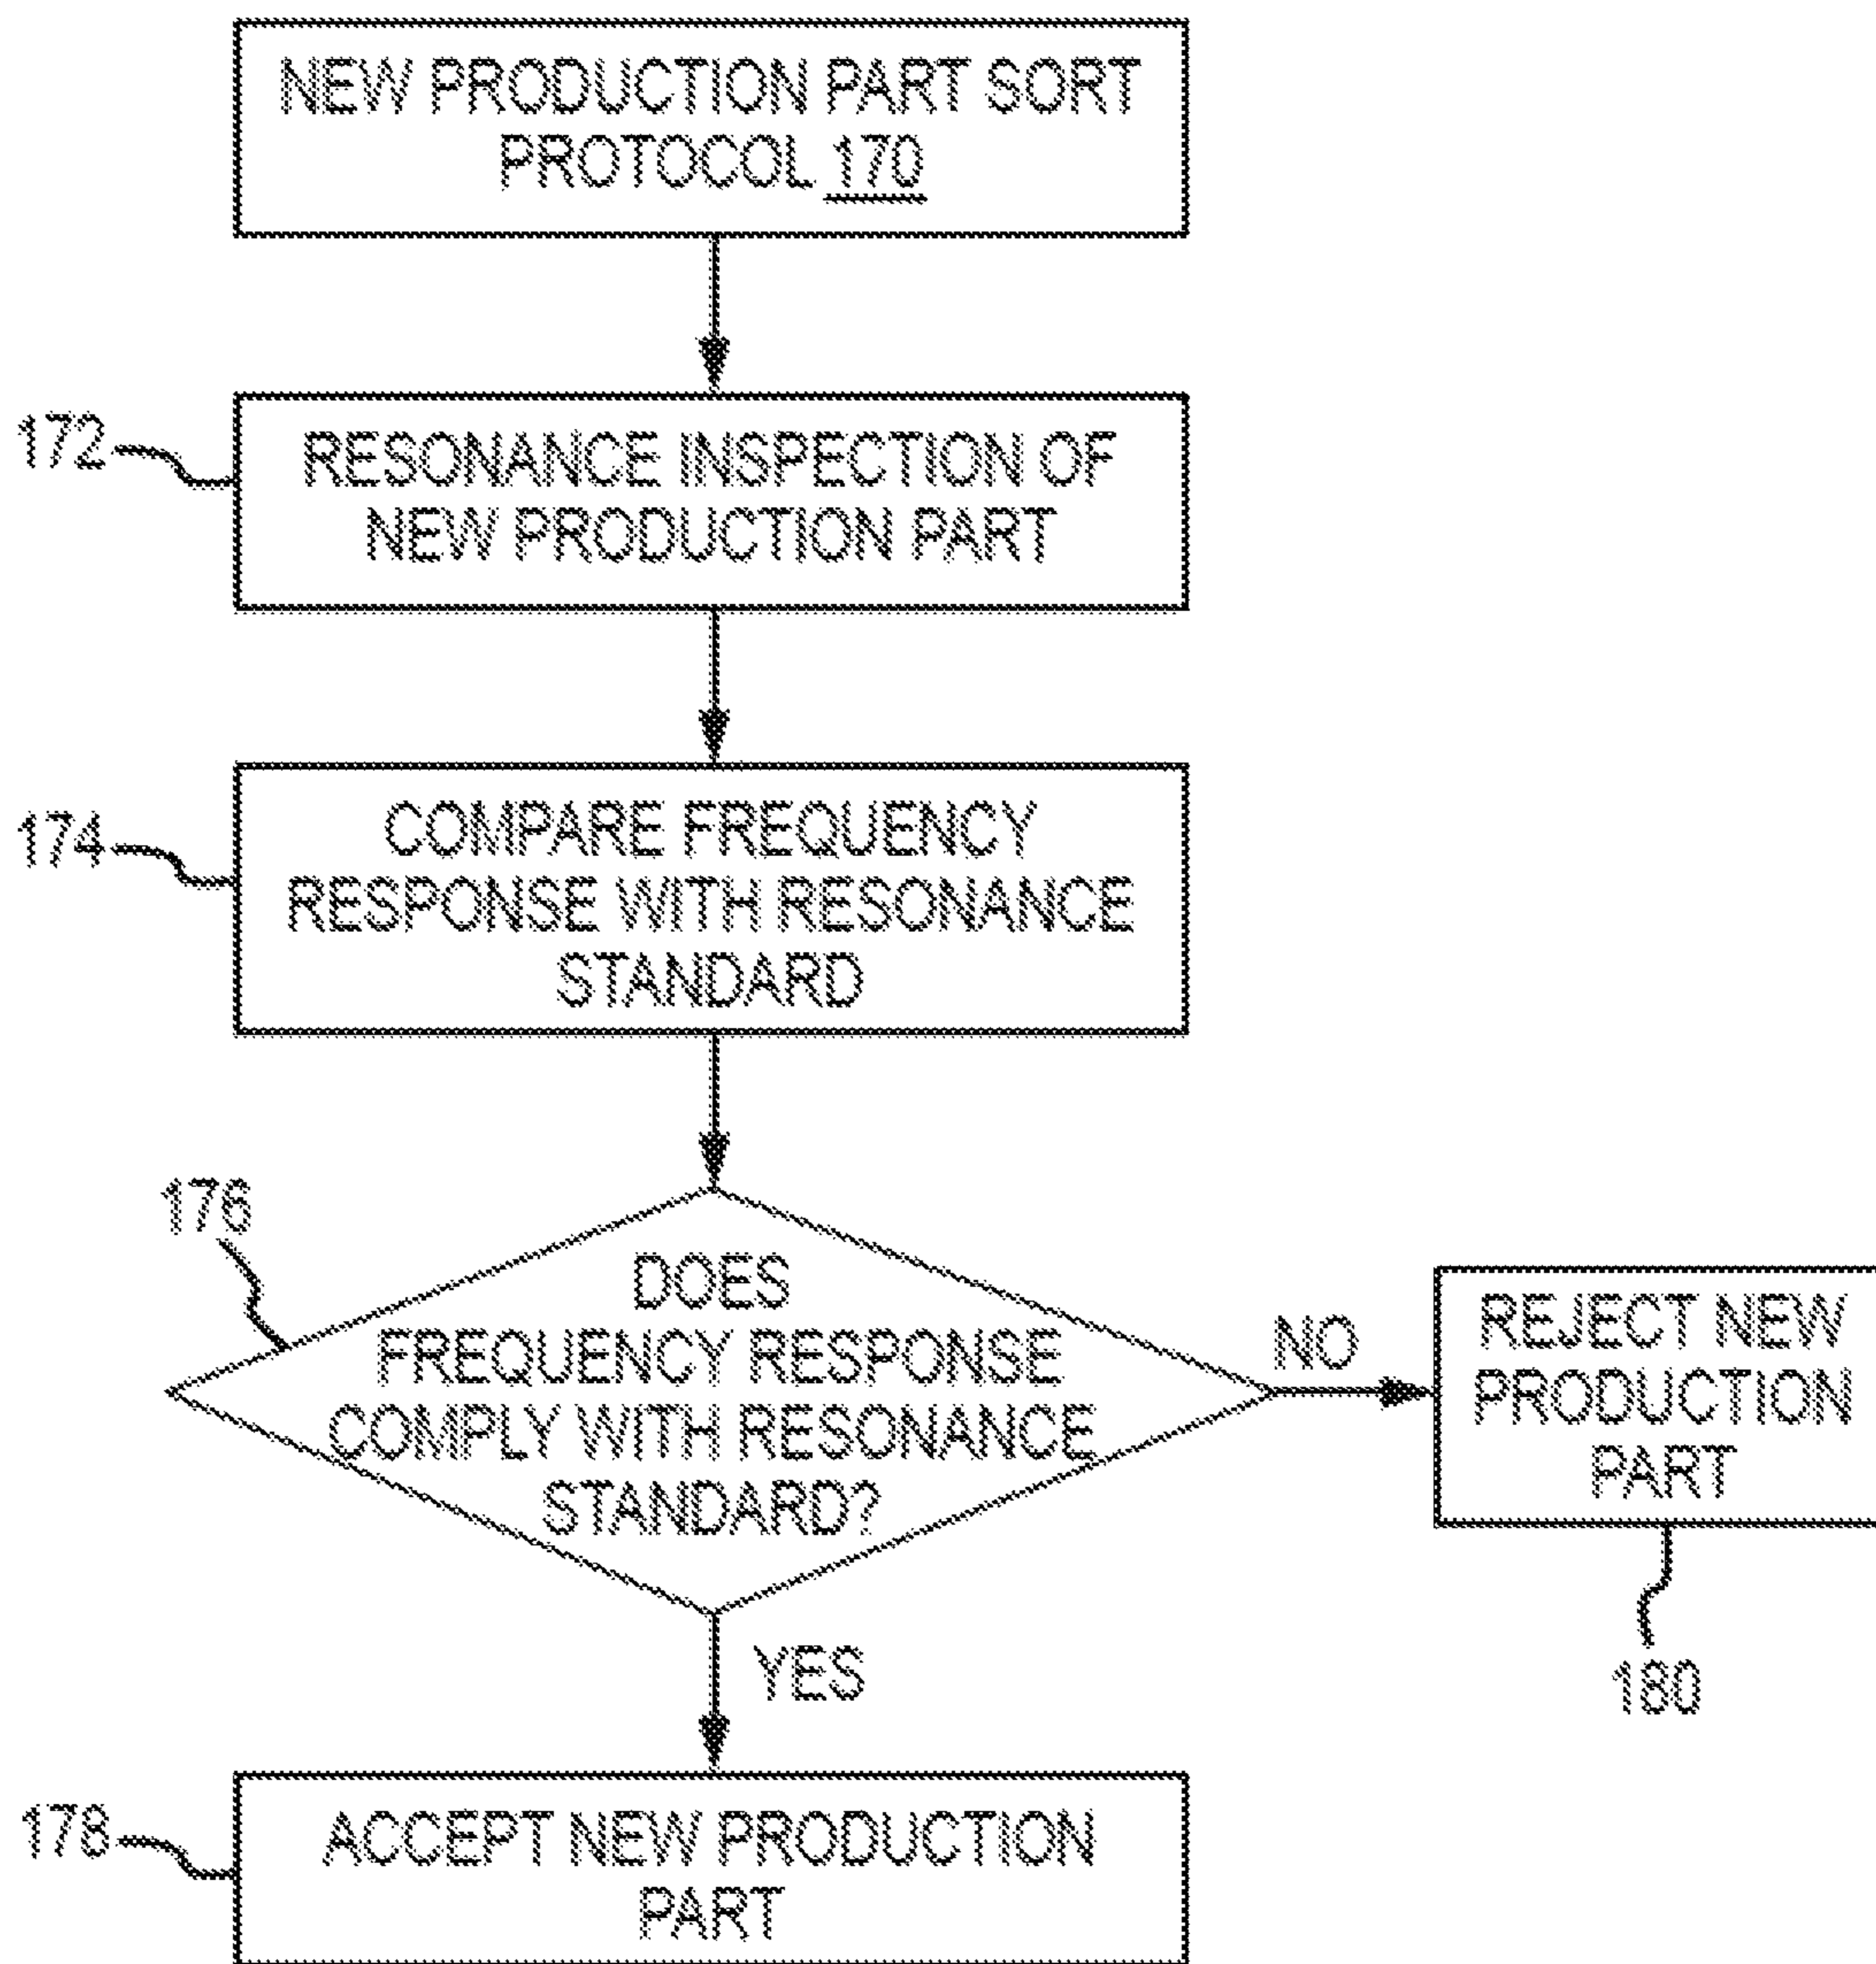 NEW PRODUCTION PART SORT
PROTOCOL 170
172
RESONANCE INSPECTION OF
NEW PRODUCTION PART
174
COMPARE FREQUENCY
RESPONSE WITH RESONANCE
STANDARD
176
DOES
FREQUENCY RESPONSE
COMPLY WITH RESONANCE
STANDARD?
NO
REJECT NEW
PRODUCTION
PART
180
YES
178
ACCEPT NEW PRODUCTION
PART